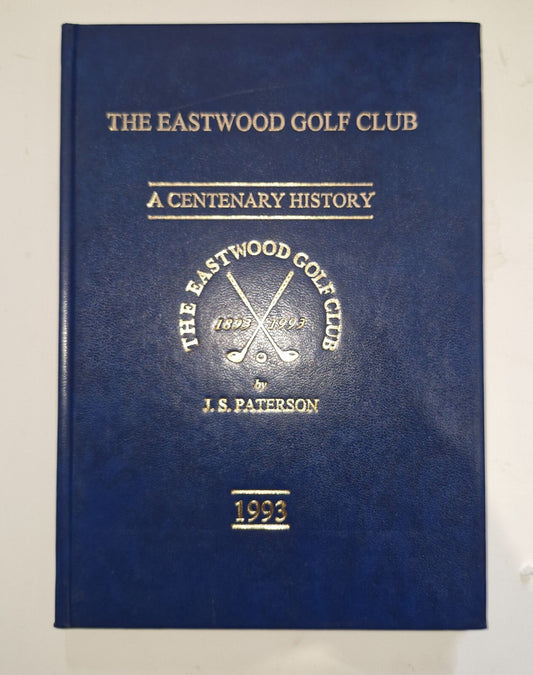 THE EASTWOOD GOLF CLUB
A CENTENARY HISTORY
THE EASTWOOD GOLF CLUB
1893 1993
by
J. S. PATERSON
1993